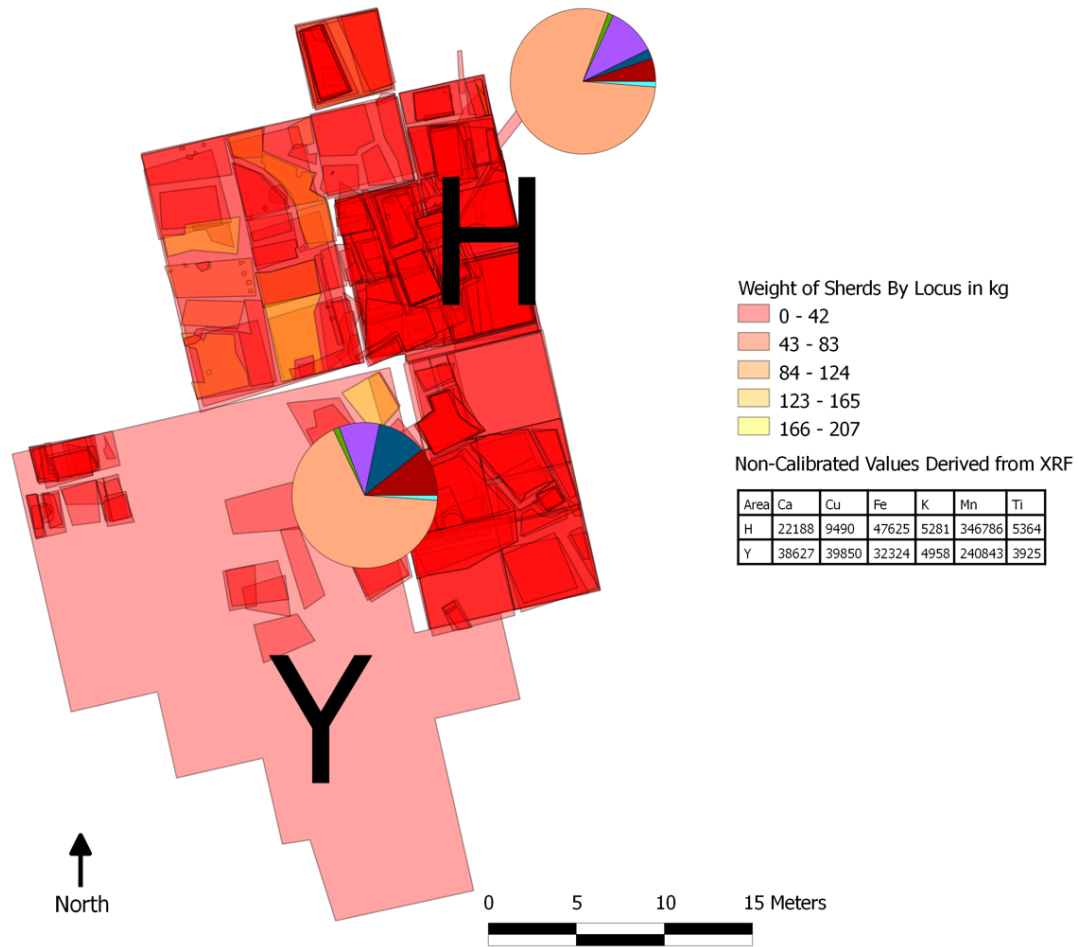 H
Weight of Sherds By Locus in kg
0 - 42
43 - 83
84 - 124
123 - 165
166 - 207
Non-Calibrated Values Derived from XRF
Area Ca Cu Fe K Mn Ti
H 22188 9490 47625 5281 346786 5364
Y 38627 39850 32324 4958 240843 3925
Y
North
0 5 10 15 Meters